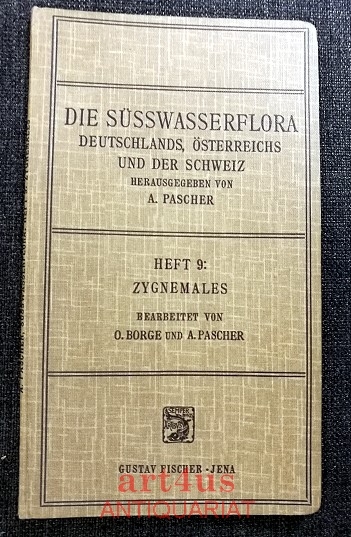 DIE SÜSSWASSERFLORA
DEUTSCHLANDS, ÖSTERREICHS
UND DER SCHWEIZ
HERAUSGEGEBEN VON
A. PASCHER
HEFT 9:
ZYGNEMALES
BEARBEITET VON
O. BORGE UND A. PASCHER
GUSTAV FISCHER - JENA
art4us
ANTIQUARIAT